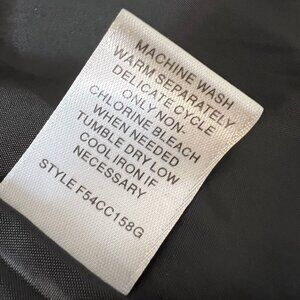 MACHINE WASH
WARM SEPARATELY
DELICATE CYCLE
ONLY NON-
CHLORINE BLEACH
WHEN NEEDED
TUMBLE DRY LOW
COOL IRON IF
NECESSARY
STYLE F54CC158G